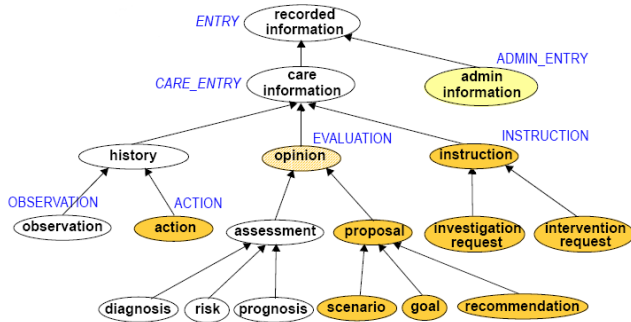 ENTRY
recorded
information
ADMIN_ENTRY
CARE_ENTRY
care
information
admin
information
EVALUATION
INSTRUCTION
history
opinion
instruction
OBSERVATION
ACTION
observation
action
assessment
proposal
investigation
request
intervention
request
diagnosis
risk
prognosis
scenario
goal
recommendation